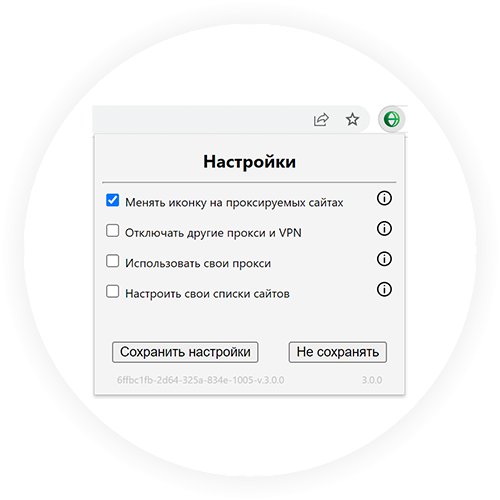 Настройки
Менять иконку на проксируемых сайтах
Отключать другие прокси и VPN
Использовать свои прокси
Настроить свои списки сайтов
Сохранить настройки Не сохранять
6ffbc1fb-2d64-325a-834e-1005-v.3.0.0 3.0.0